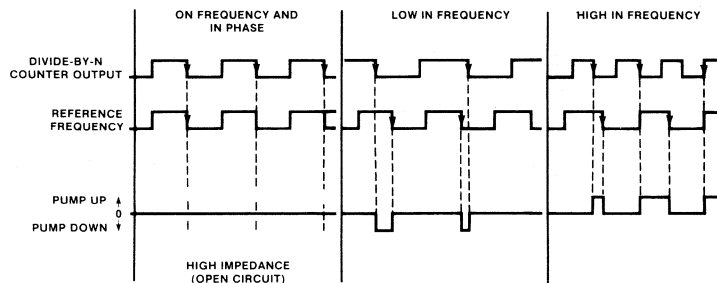 ON FREQUENCY AND
IN PHASE
LOW IN FREQUENCY
HIGH IN FREQUENCY
DIVIDE-BY-N
COUNTER OUTPUT
REFERENCE
FREQUENCY
PUMP UP
0
PUMP DOWN
HIGH IMPEDANCE
(OPEN CIRCUIT)